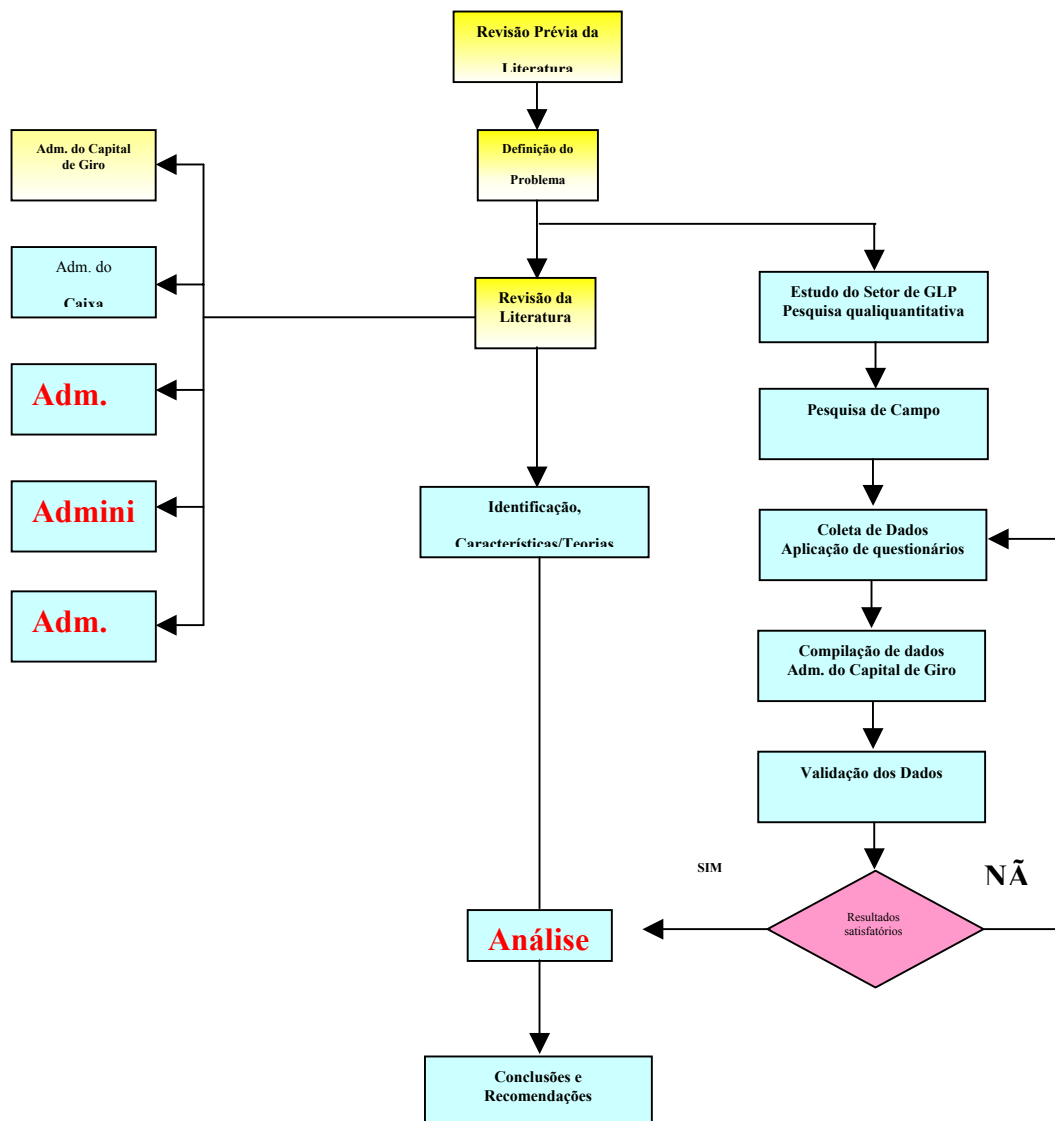 Revisão Prévia da
Literatura
Adm. do Capital
de Giro
Definição do
Problema
Adm. do
Caixa
Revisão da
Literatura
Estudo do Setor de GLP
Pesquisa qualiquantitativa
Adm.
Pesquisa de Campo
Admini
Identificação,
Características/Teorias
Coleta de Dados
Aplicação de questionários
Adm.
Compilação de dados
Adm. do Capital de Giro
Validação dos Dados
SIM
NÃ
Resultados
satisfatórios
Análise
Conclusões e
Recomendações